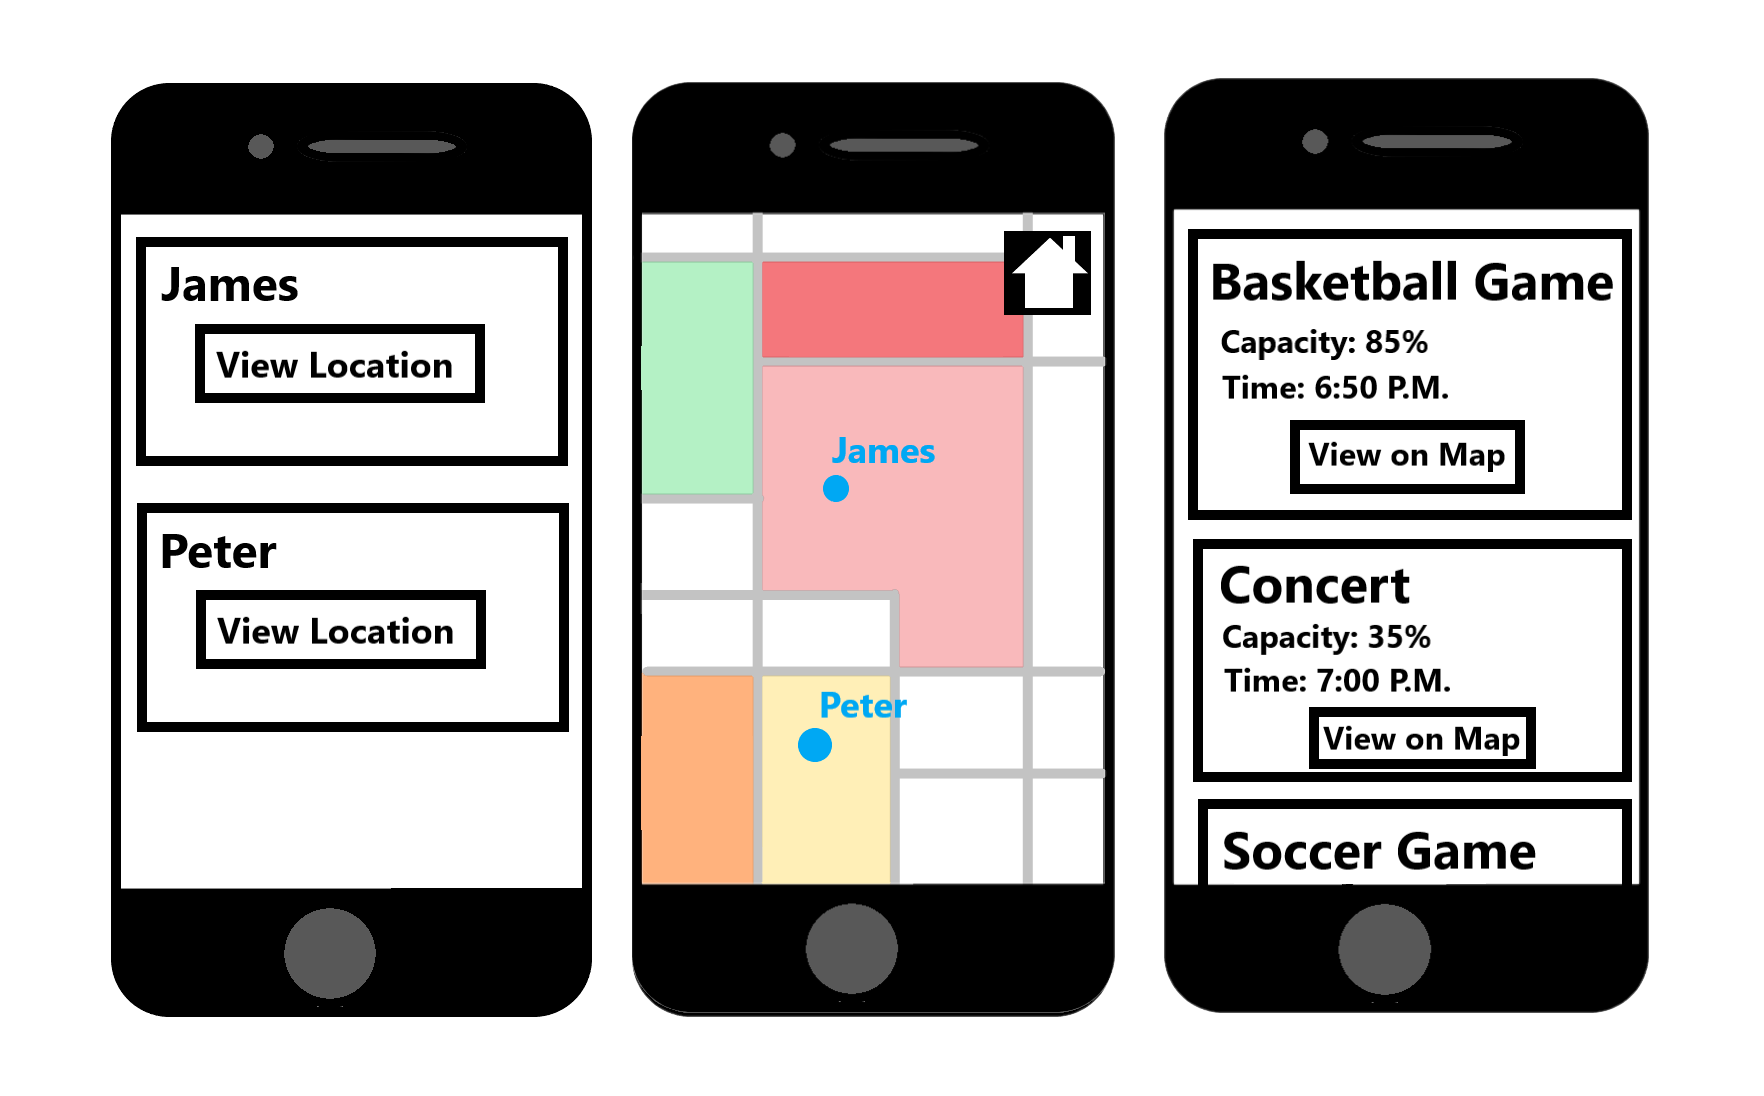 James
View Location
Peter
View Location
James
Peter
Basketball Game
Capacity: 85%
Time: 6:50 P.M.
View on Map
Concert
Capacity: 35%
Time: 7:00 P.M.
View on Map
Soccer Game